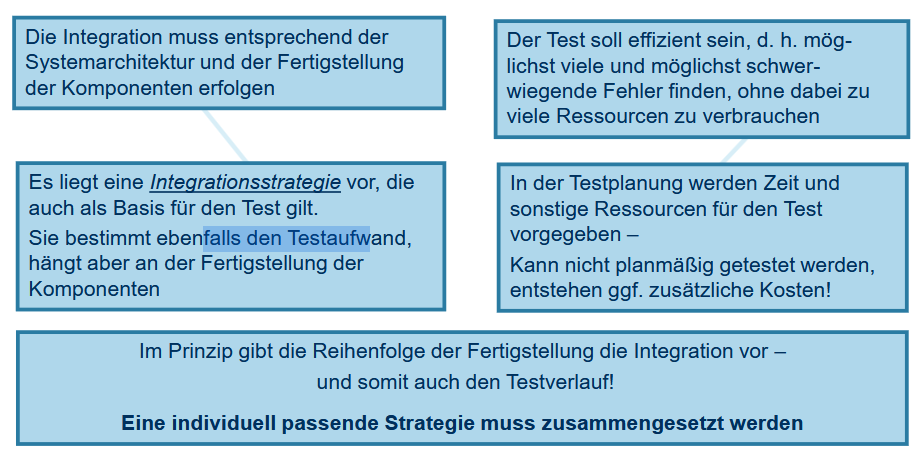 Die Integration muss entsprechend der
Systemarchitektur und der Fertigstellung
der Komponenten erfolgen
Der Test soll effizient sein, d. h. mög-
lichst viele und möglichst schwer-
wiegende Fehler finden, ohne dabei zu
viele Ressourcen zu verbrauchen
Es liegt eine Integrationsstrategie vor, die
auch als Basis für den Test gilt.
Sie bestimmt ebenfalls den Testaufwand,
hängt aber an der Fertigstellung der
Komponenten
In der Testplanung werden Zeit und
sonstige Ressourcen für den Test
vorgegeben –
Kann nicht planmäßig getestet werden,
entstehen ggf. zusätzliche Kosten!
Im Prinzip gibt die Reihenfolge der Fertigstellung die Integration vor –
und somit auch den Testverlauf!
Eine individuell passende Strategie muss zusammengesetzt werden